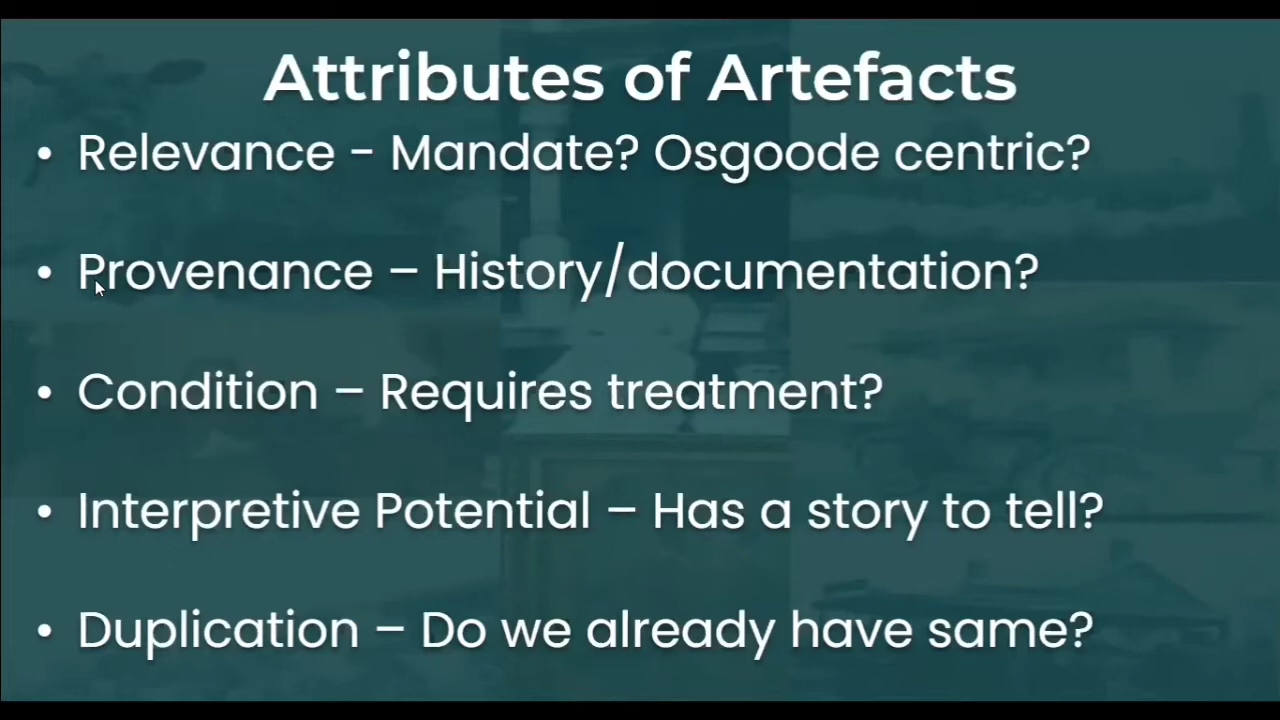 Attributes of Artefacts
• Relevance - Mandate? Osgoode centric?
• Provenance – History/documentation?
• Condition – Requires treatment?
• Interpretive Potential – Has a story to tell?
• Duplication – Do we already have same?